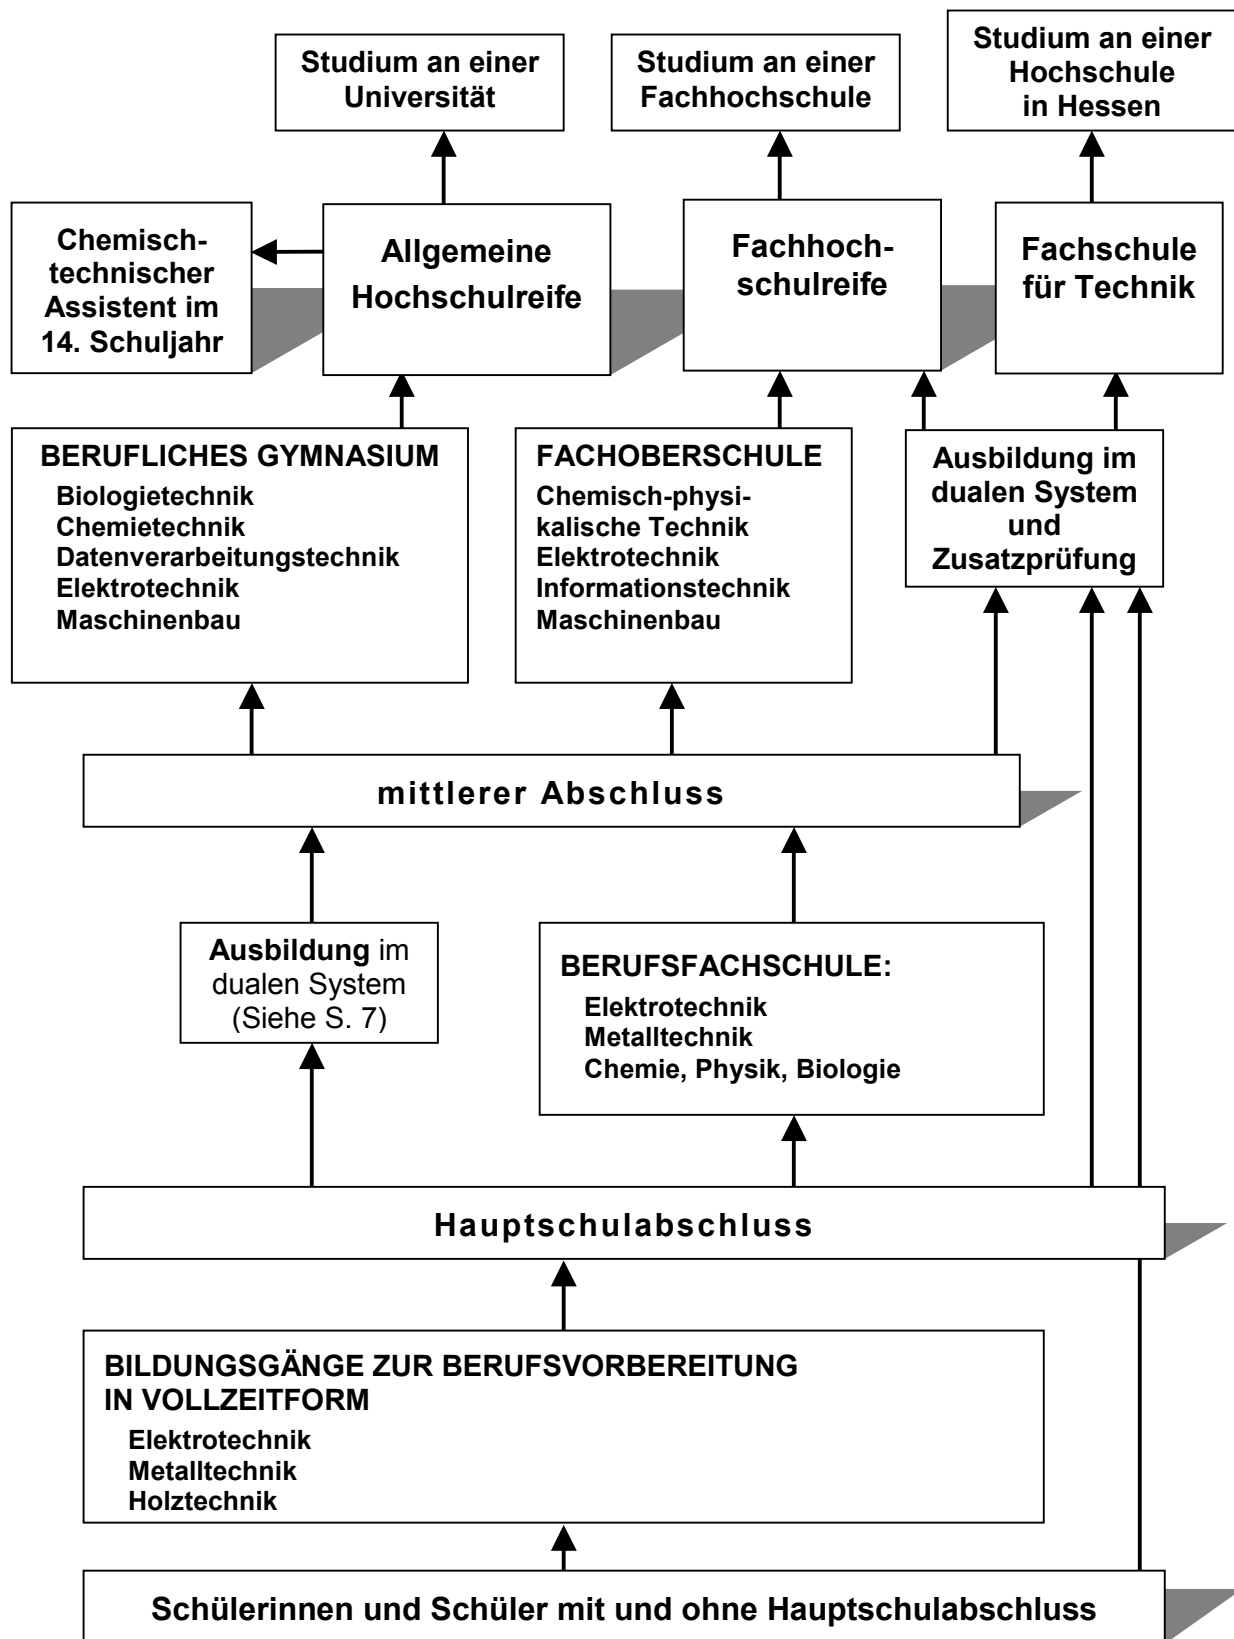 Studium an einer
Universität
Studium an einer
Fachhochschule
Studium an einer
Hochschule
in Hessen
Chemisch-
technischer
Assistent im
14. Schuljahr
Allgemeine
Hochschulreife
Fachhoch-
schulreife
Fachschule
für Technik
BERUFLICHES GYMNASIUM
Biologietechnik
Chemietechnik
Datenverarbeitungstechnik
Elektrotechnik
Maschinenbau
FACHOBERSCHULE
Chemisch-physi-
kalische Technik
Elektrotechnik
Informationstechnik
Maschinenbau
Ausbildung im
dualen System
und
Zusatzprüfung
mittlerer Abschluss
Ausbildung im
dualen System
(Siehe S. 7)
BERUFSFACHSCHULE:
Elektrotechnik
Metalltechnik
Chemie, Physik, Biologie
Hauptschulabschluss
BILDUNGSGÄNGE ZUR BERUFSVORBEREITUNG
IN VOLLZEITFORM
Elektrotechnik
Metalltechnik
Holztechnik
Schülerinnen und Schüler mit und ohne Hauptschulabschluss